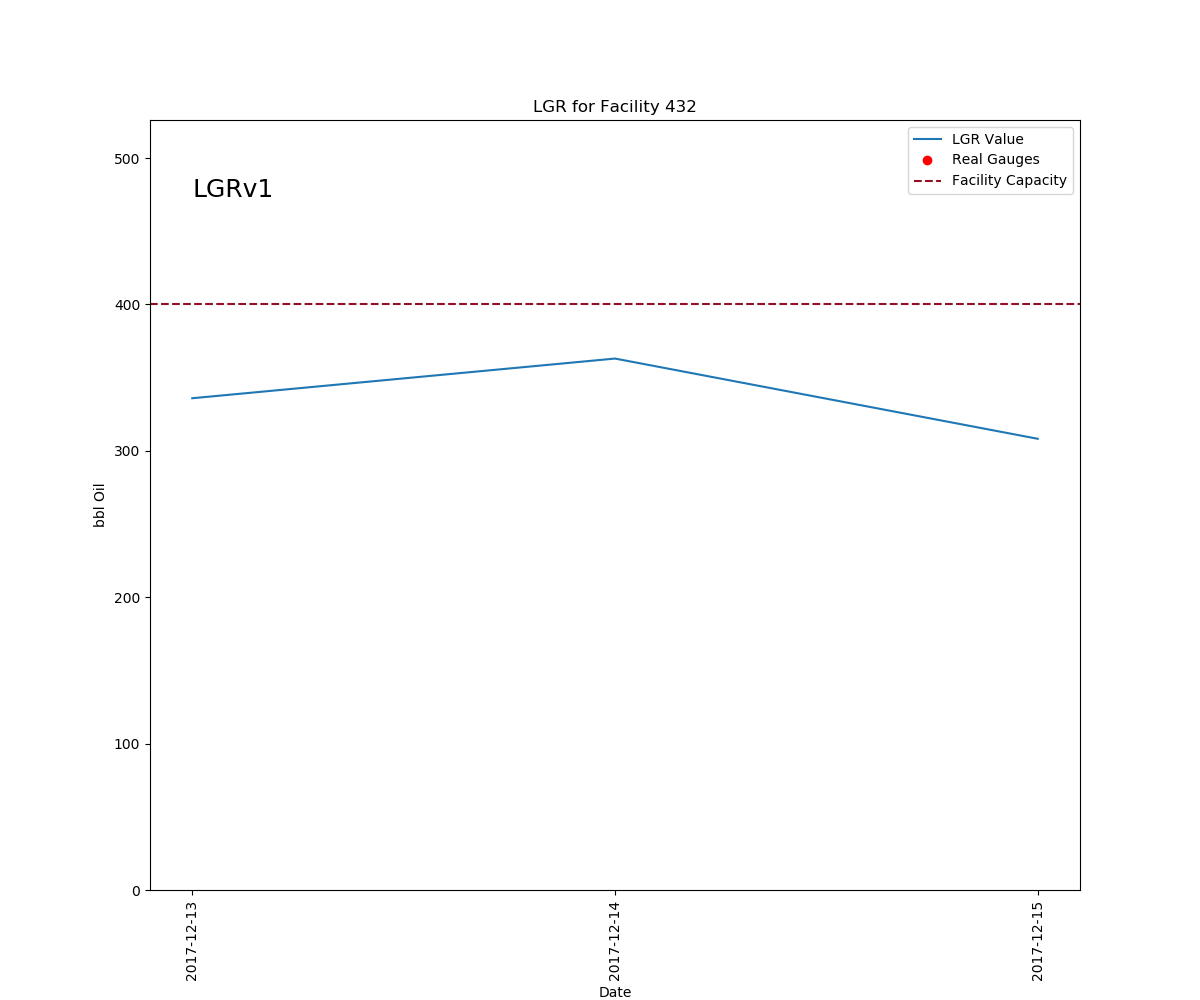 LGR for Facility 432
LGRv1
LGR Value
Real Gauges
Facility Capacity
500
400
300
200
100
0
bbl Oil
2017-12-13
2017-12-14
2017-12-15
Date